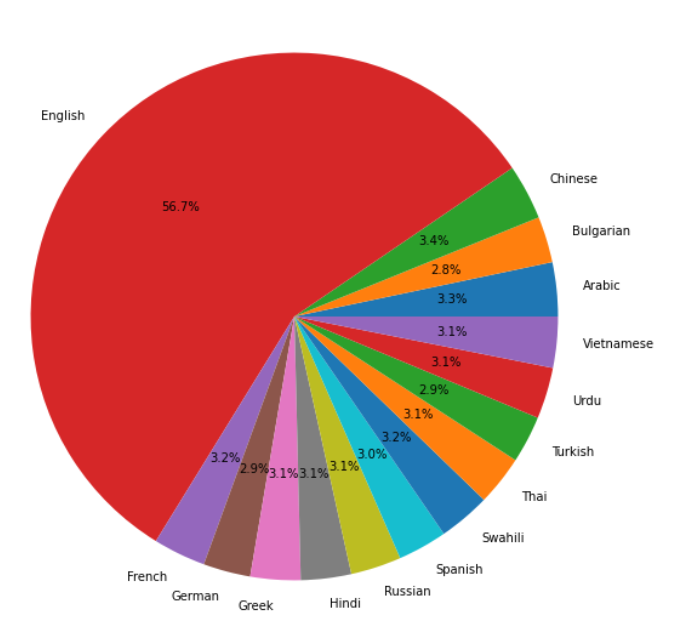 English
56.7%
Chinese
3.4%
Bulgarian
2.8%
Arabic
3.3%
Vietnamese
3.1%
Urdu
3.1%
Turkish
2.9%
Thai
3.1%
Swahili
3.2%
Spanish
3.0%
Russian
3.1%
Hindi
3.1%
Greek
3.1%
German
2.9%
French
3.2%